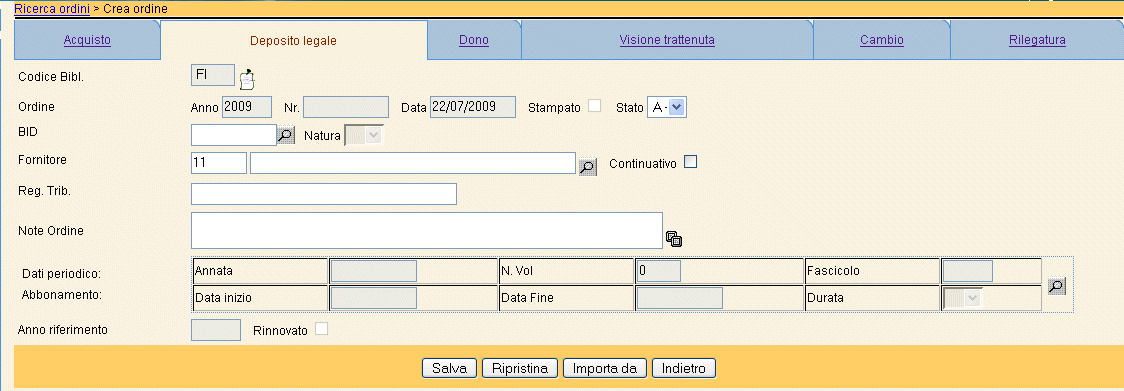 Ricerca ordini > Crea ordine
Acquisto Deposito legale Dono Visione trattenuta Cambio Rilegatura
Codice Bibl. FI
Ordine Anno 2009 Nr. Data 22/07/2009 Stampato Stato A -
BID Natura
Fornitore 11 Continuativo
Reg. Trib.
Note Ordine
Dati periodico: Annata N. Vol 0 Fascicolo
Abbonamento: Data inizio Data Fine Durata
Anno riferimento Rinnovato
Salva Ripristina Importa da Indietro